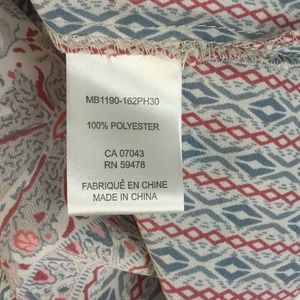 MB1190-162PH30
100% POLYESTER
CA 07043
RN 59478
FABRIQUÉ EN CHINE
MADE IN CHINA